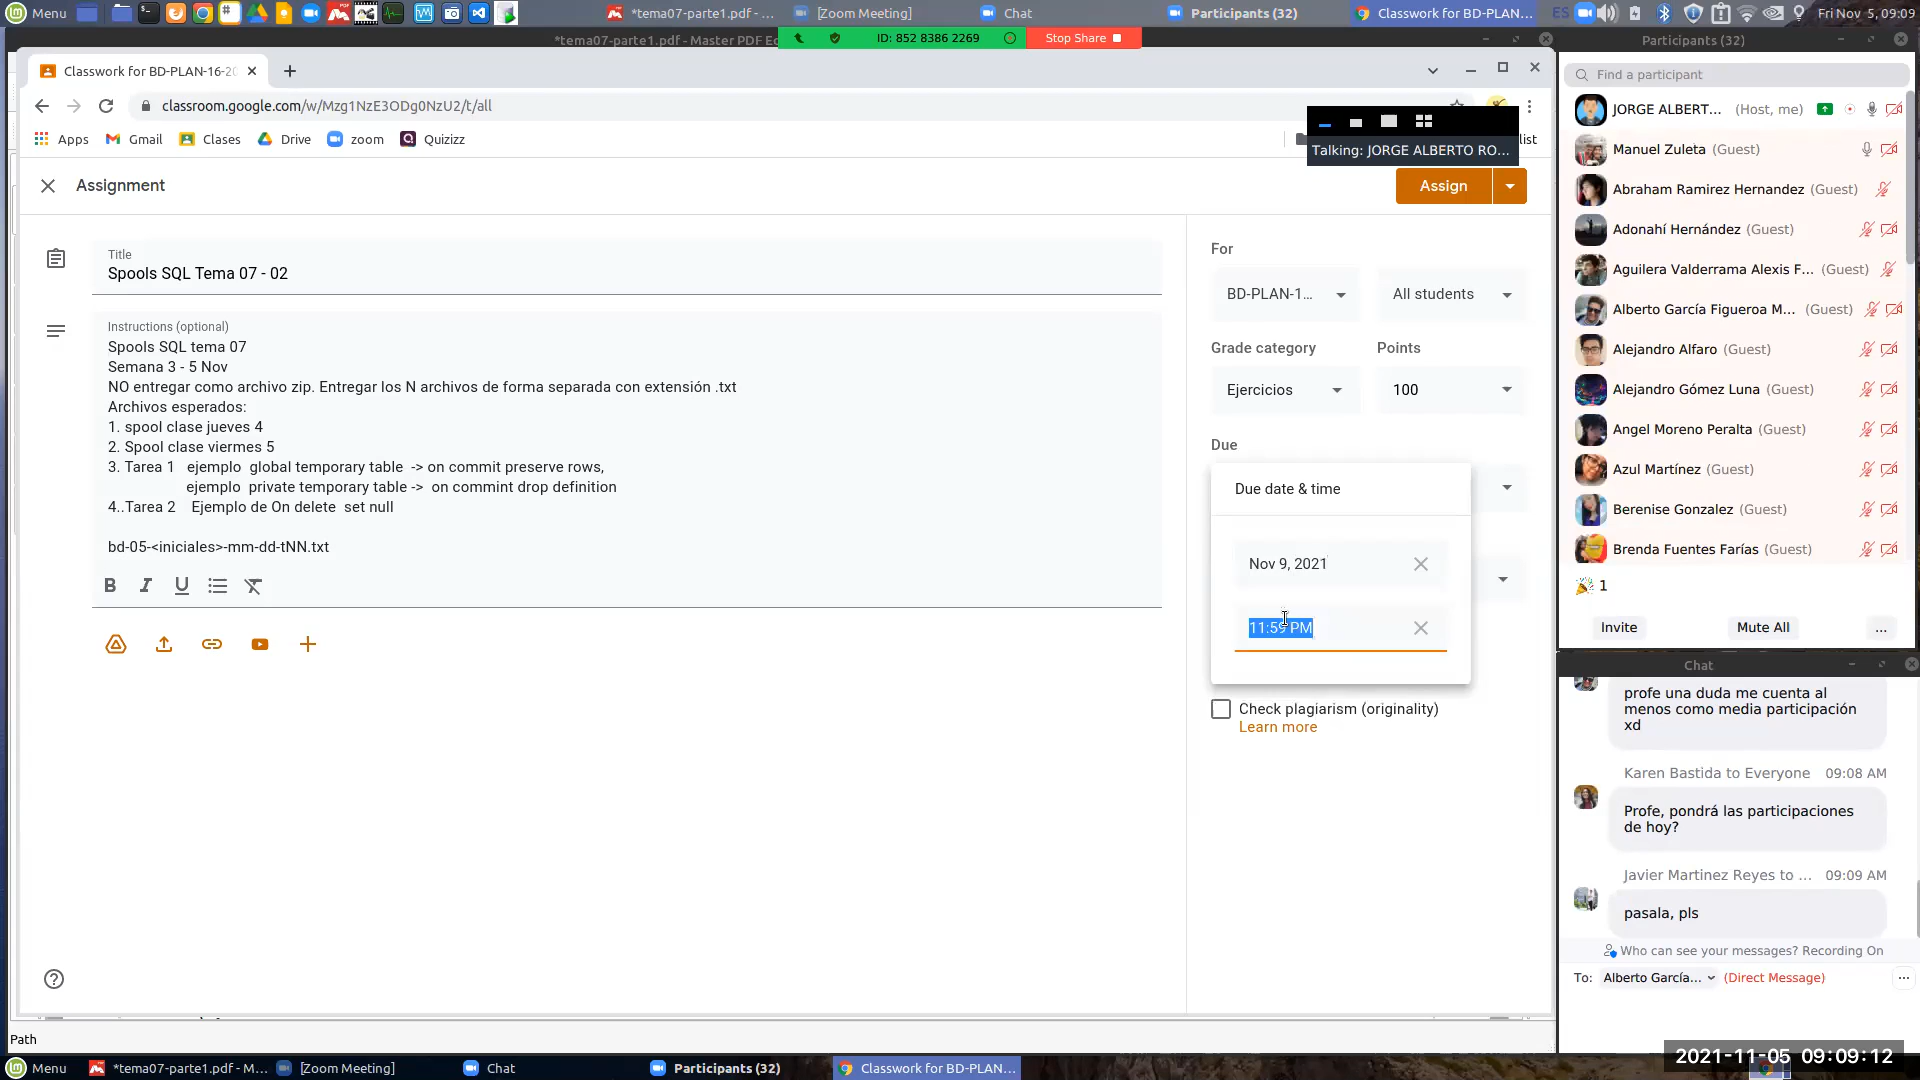 Menu
*tema07-parte1.pdf - ...
[Zoom Meeting]
Chat
Participants (32)
Classwork for BD-PLAN...
ES
Fri Nov 5, 09:09
*tema07-parte1.pdf - Master PDF Ed
ID: 852 8386 2269
Stop Share
Participants (32)
Classwork for BD-PLAN-16-20
classroom.google.com/w/Mzg1NzE3ODg0NzU2/t/all
Apps
Gmail
Clases
Drive
zoom
Quizizz
list
Talking: JORGE ALBERTO RO...
Assignment
Assign
Title
Spools SQL Tema 07 - 02
Instructions (optional)
Spools SQL tema 07
Semana 3 - 5 Nov
NO entregar como archivo zip. Entregar los N archivos de forma separada con extensión .txt
Archivos esperados:
1. spool clase jueves 4
2. Spool clase viernes 5
3. Tarea 1 ejemplo global temporary table -> on commit preserve rows,
ejemplo private temporary table -> on commint drop definition
4..Tarea 2 Ejemplo de On delete set null
bd-05-<iniciales>-mm-dd-tNN.txt
B I U
For
BD-PLAN-1...
All students
Grade category
Points
Ejercicios
100
Due
Due date & time
Nov 9, 2021
11:59 PM
Check plagiarism (originality)
Learn more
Find a participant
JORGE ALBERT... (Host, me)
Manuel Zuleta (Guest)
Abraham Ramirez Hernandez (Guest)
Adonahí Hernández (Guest)
Aguilera Valderrama Alexis F... (Guest)
Alberto García Figueroa M... (Guest)
Alejandro Alfaro (Guest)
Alejandro Gómez Luna (Guest)
Angel Moreno Peralta (Guest)
Azul Martínez (Guest)
Berenise Gonzalez (Guest)
Brenda Fuentes Farías (Guest)
1
Invite
Mute All
...
Chat
profe una duda me cuenta al
menos como media participación
xd
Karen Bastida to Everyone 09:08 AM
Profe, pondrá las participaciones
de hoy?
Javier Martinez Reyes to ... 09:09 AM
pasala, pls
Who can see your messages? Recording On
To: Alberto García... (Direct Message)
Path
2021-11-05 09:09:12
Menu
*tema07-parte1.pdf - M...
[Zoom Meeting]
Chat
Participants (32)
Classwork for BD-PLAN...